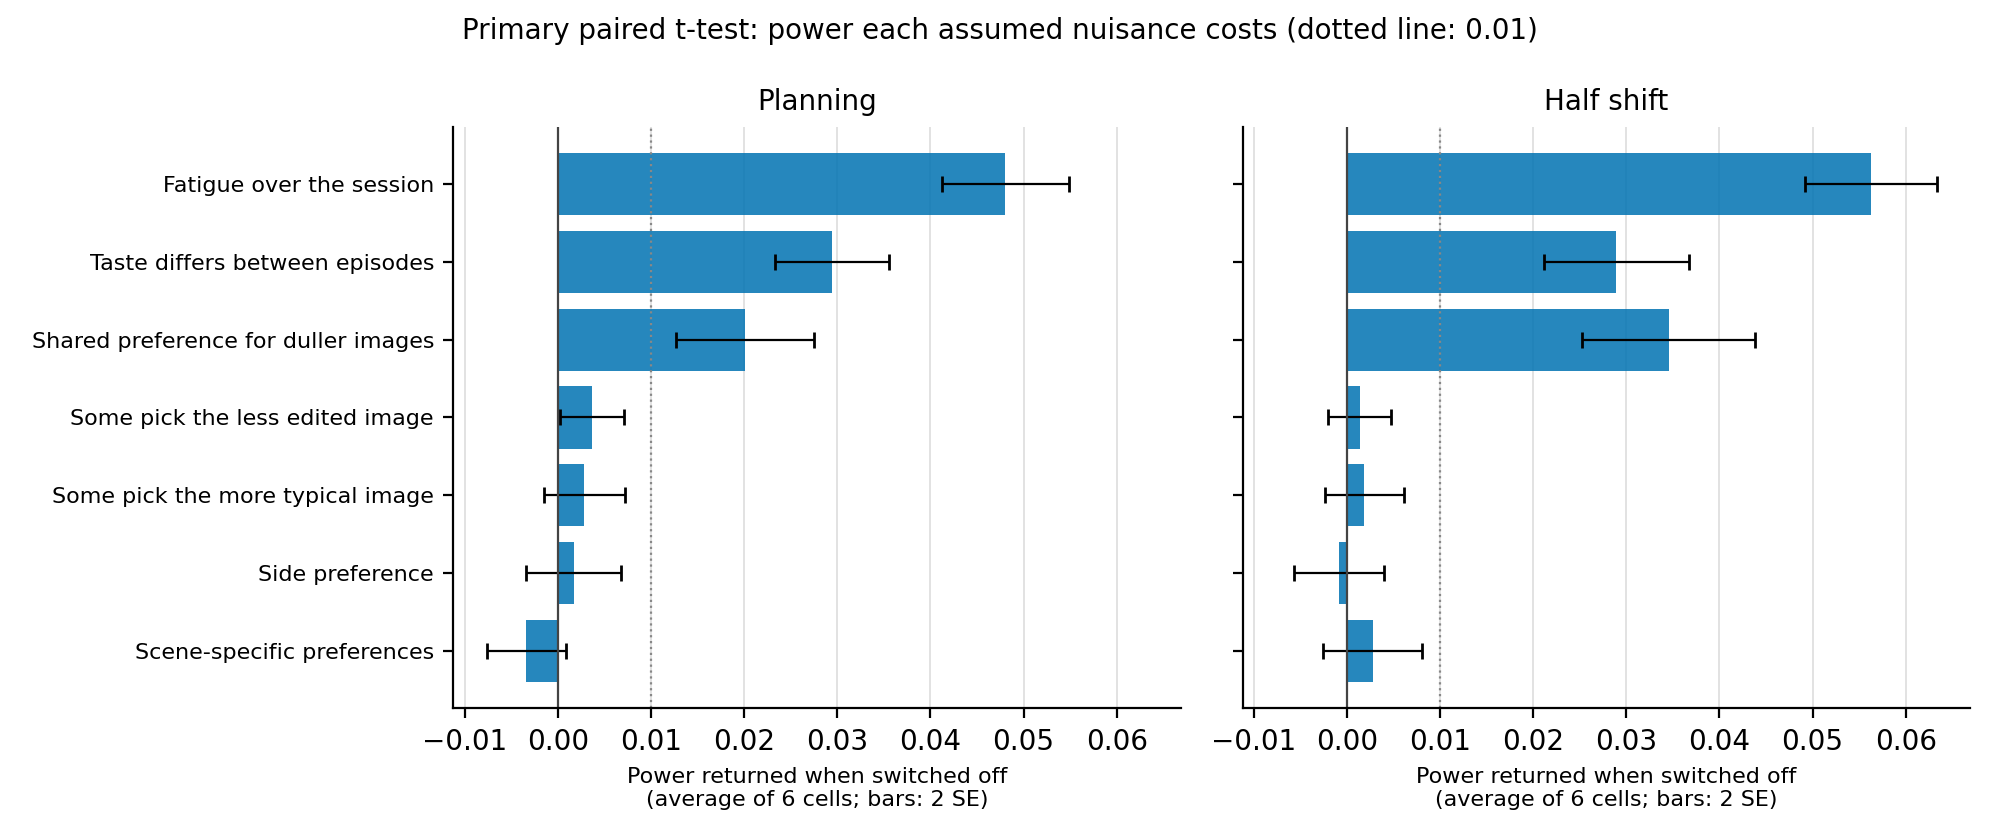 Primary paired t-test: power each assumed nuisance costs (dotted line: 0.01)
Planning
Half shift
Fatigue over the session
Taste differs between episodes
Shared preference for duller images
Some pick the less edited image
Some pick the more typical image
Side preference
Scene-specific preferences
−0.01 0.00 0.01 0.02 0.03 0.04 0.05 0.06
−0.01 0.00 0.01 0.02 0.03 0.04 0.05 0.06
Power returned when switched off
(average of 6 cells; bars: 2 SE)
Power returned when switched off
(average of 6 cells; bars: 2 SE)